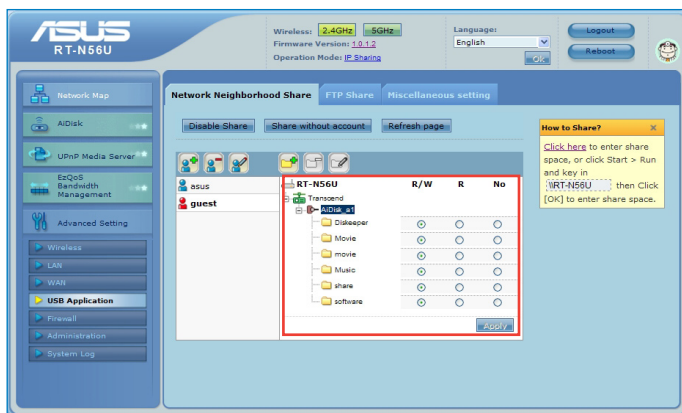 ASUS
RT-N56U
Wireless: 2.4GHz 5GHz
Firmware Version: 1.0.1.2
Operation Mode: IP Sharing
Language:
English
Ok
Logout
Reboot
Network Map
AiDisk
UPnP Media Server
EzQoS
Bandwidth
Management
Advanced Setting
Wireless
LAN
WAN
USB Application
Firewall
Administration
System Log
Network Neighborhood Share FTP Share Miscellaneous setting
Disable Share Share without account Refresh page
asus
guest
RT-N56U R/W R No
Transcend
AiDisk_a1
Diskeeper
Movie
movie
Music
share
software
Apply
How to Share? X
Click here to enter share
space, or click Start > Run
and key in
\\RT-N56U then Click
[OK] to enter share space.